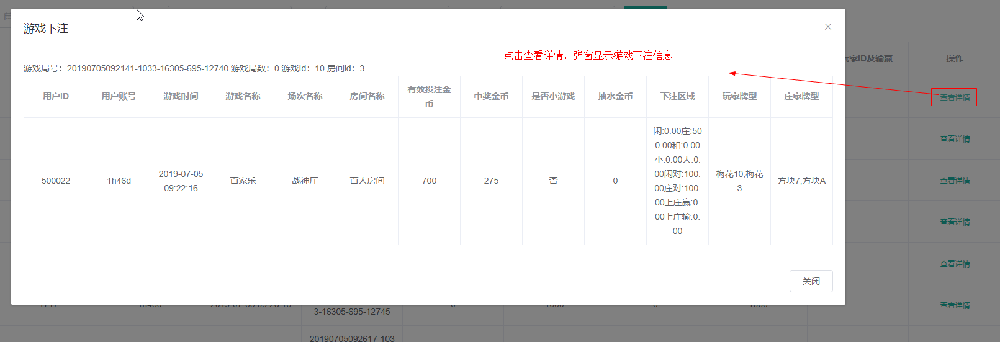 游戏下注
点击查看详情，弹窗显示游戏下注信息
玩家ID及输赢
操作
游戏局号：20190705092141-1033-16305-695-12740 游戏局数：0 游戏Id：10 房间id：3
用户ID
用户账号
游戏时间
游戏名称
场次名称
房间名称
有效投注金
币
中奖金币
是否小游戏
抽水金币
下注区域
玩家牌型
庄家牌型
500022
1h46d
2019-07-05
09:22:16
百家乐
战神厅
百人房间
700
275
否
0
闲:0.00庄:50
0.00和:0.00
小:0.00大:0.
00闲对:100.
00庄对:100.
00上庄赢:0.
00上庄输:0.
00
梅花10,梅花
3
方块7,方块A
查看详情
查看详情
查看详情
查看详情
查看详情
查看详情
关闭
3-16305-695-12745
20190705092617-103